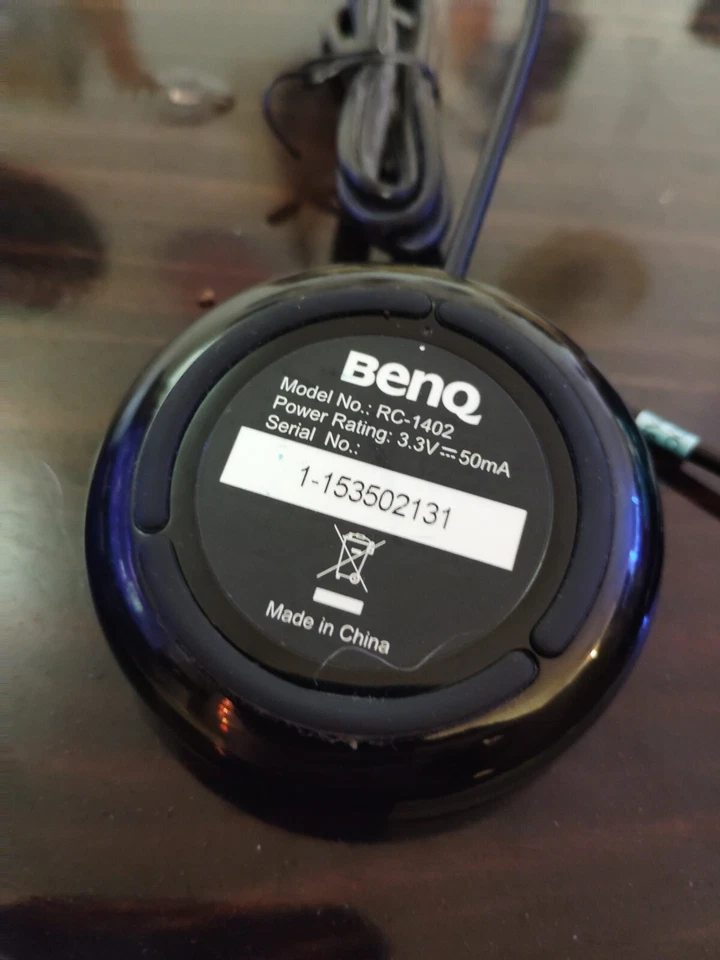 BenQ
Model No.: RC-1402
Power Rating: 3.3V⎓50mA
Serial No.:
1-153502131
Made in China